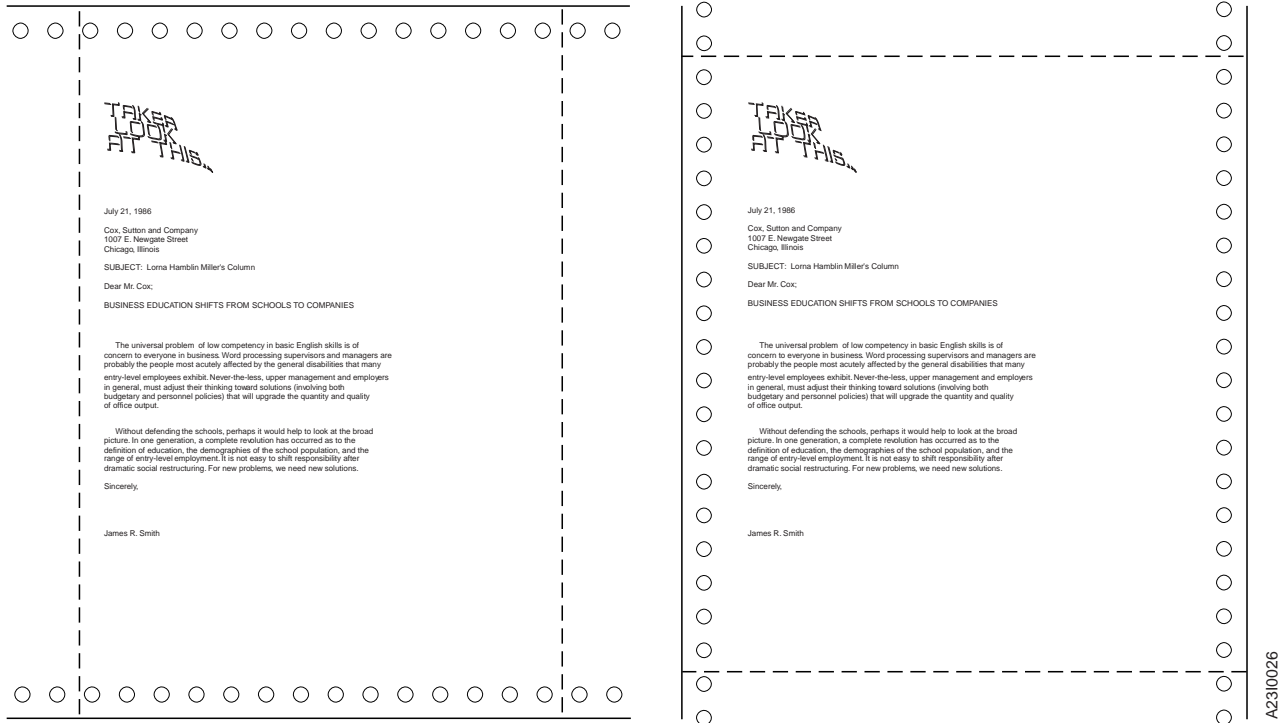 TAKE A
LOOK
AT THIS...
July 21, 1986
Cox, Sutton and Company
1007 E. Newgate Street
Chicago, Illinois
SUBJECT: Lorna Hamblin Miller's Column
Dear Mr. Cox;
BUSINESS EDUCATION SHIFTS FROM SCHOOLS TO COMPANIES
The universal problem of low competency in basic English skills is of
concern to everyone in business. Word processing supervisors and managers are
probably the people most acutely affected by the general disabilities that many
entry-level employees exhibit. Never-the-less, upper management and employers
in general, must adjust their thinking toward solutions (involving both
budgetary and personnel policies) that will upgrade the quantity and quality
of office output.
Without defending the schools, perhaps it would help to look at the broad
picture. In one generation, a complete revolution has occurred as to the
definition of education, the demographies of the school population, and the
range of entry-level employment. It is not easy to shift responsibility after
dramatic social restructuring. For new problems, we need new solutions.
Sincerely,
James R. Smith
TAKE A
LOOK
AT THIS...
July 21, 1986
Cox, Sutton and Company
1007 E. Newgate Street
Chicago, Illinois
SUBJECT: Lorna Hamblin Miller's Column
Dear Mr. Cox;
BUSINESS EDUCATION SHIFTS FROM SCHOOLS TO COMPANIES
The universal problem of low competency in basic English skills is of
concern to everyone in business. Word processing supervisors and managers are
probably the people most acutely affected by the general disabilities that many
entry-level employees exhibit. Never-the-less, upper management and employers
in general, must adjust their thinking toward solutions (involving both
budgetary and personnel policies) that will upgrade the quantity and quality
of office output.
Without defending the schools, perhaps it would help to look at the broad
picture. In one generation, a complete revolution has occurred as to the
definition of education, the demographies of the school population, and the
range of entry-level employment. It is not easy to shift responsibility after
dramatic social restructuring. For new problems, we need new solutions.
Sincerely,
James R. Smith
A23I0026